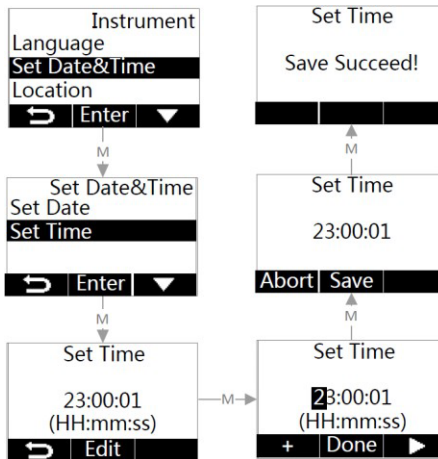 Instrument
Language
Set Date&Time
Location
Enter
M
Set Date&Time
Set Date
Set Time
Enter
M
Set Time
23:00:01
(HH:mm:ss)
Edit
M
Set Time
23:00:01
(HH:mm:ss)
+ Done
M
Set Time
23:00:01
Abort Save
M
Set Time
Save Succeed!